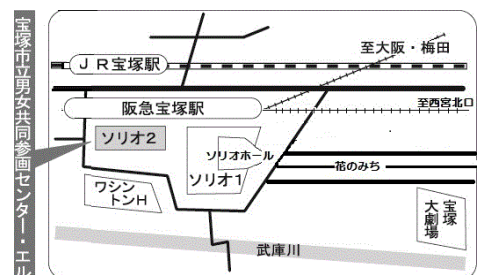 宝塚市立男女共同参画センター・エル
JR宝塚駅
至大阪・梅田
阪急宝塚駅
至西宮北口
ソリオ2
ソリオホール
ソリオ1
花のみち
ワシン
トンH
宝塚
大劇場
武庫川